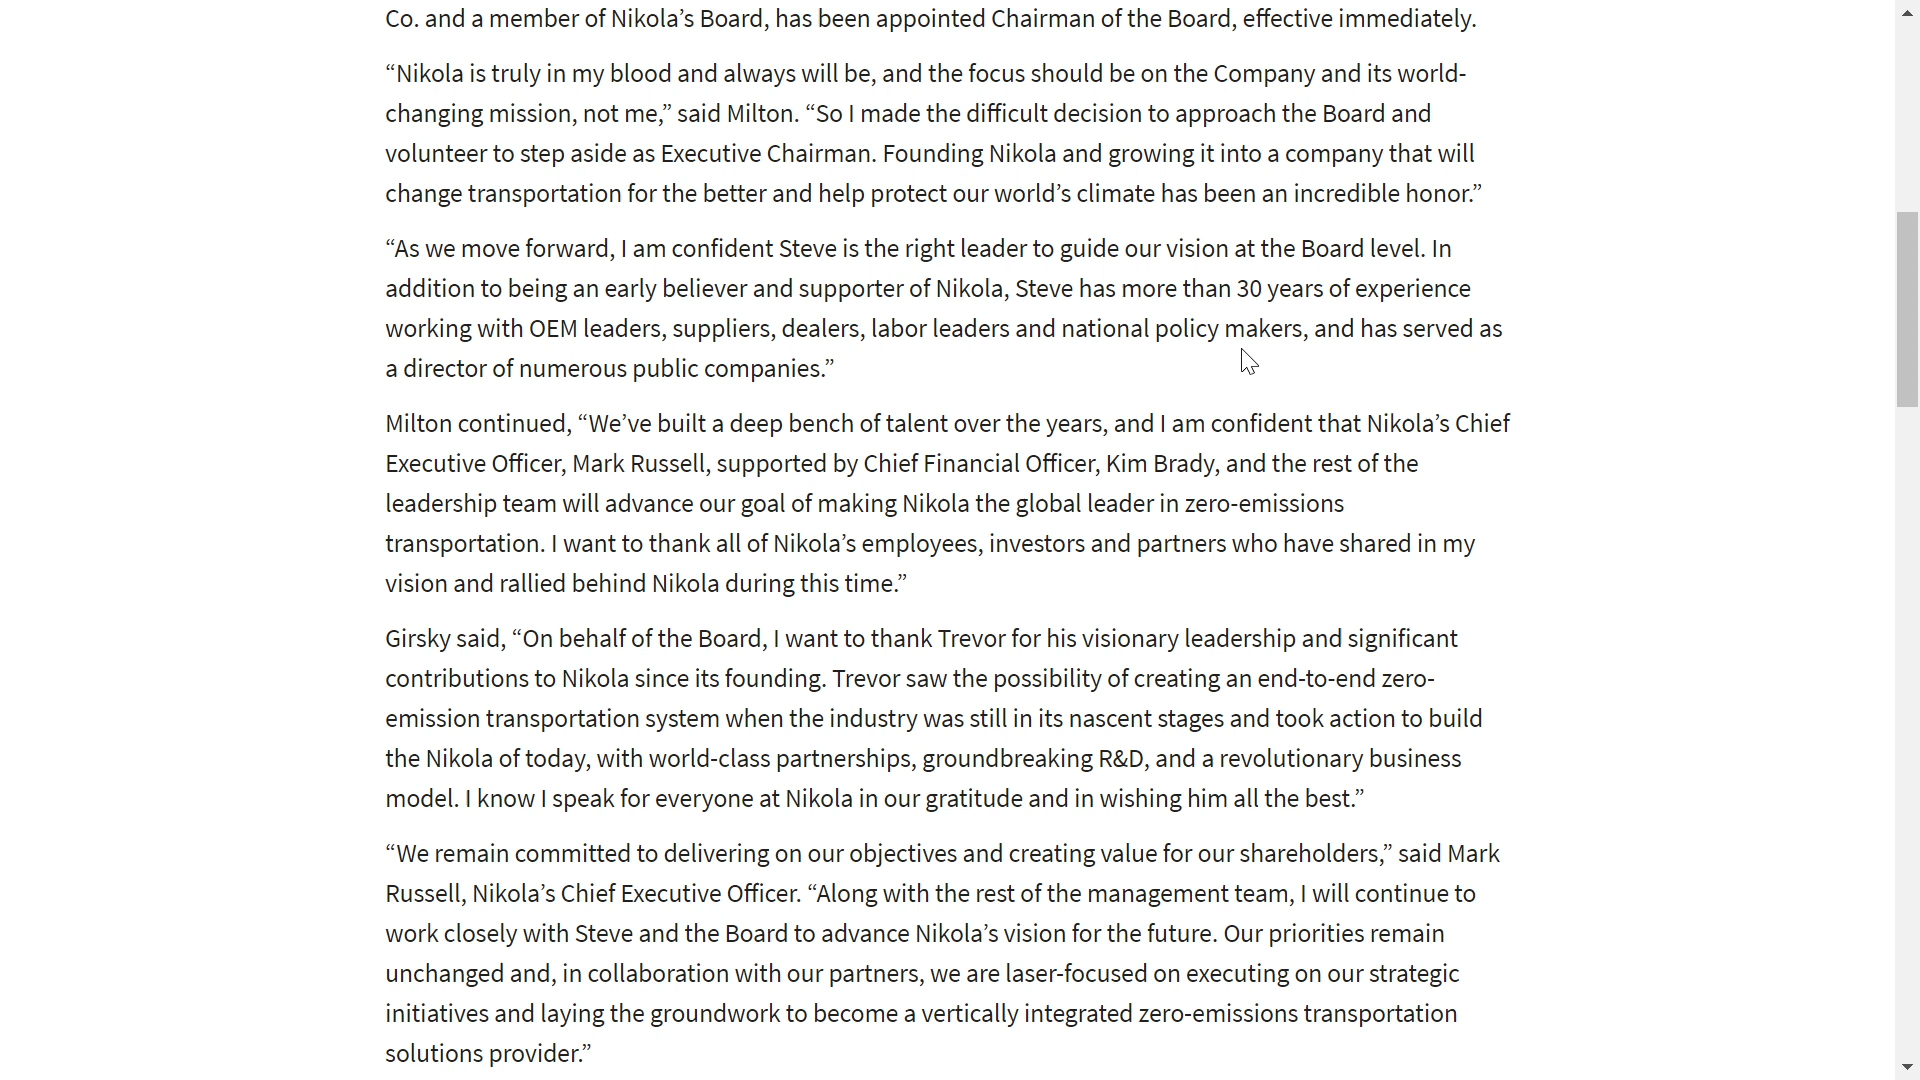 Co. and a member of Nikola’s Board, has been appointed Chairman of the Board, effective immediately.
“Nikola is truly in my blood and always will be, and the focus should be on the Company and its world-
changing mission, not me,” said Milton. “So I made the difficult decision to approach the Board and
volunteer to step aside as Executive Chairman. Founding Nikola and growing it into a company that will
change transportation for the better and help protect our world’s climate has been an incredible honor.”
“As we move forward, I am confident Steve is the right leader to guide our vision at the Board level. In
addition to being an early believer and supporter of Nikola, Steve has more than 30 years of experience
working with OEM leaders, suppliers, dealers, labor leaders and national policy makers, and has served as
a director of numerous public companies.”
Milton continued, “We’ve built a deep bench of talent over the years, and I am confident that Nikola’s Chief
Executive Officer, Mark Russell, supported by Chief Financial Officer, Kim Brady, and the rest of the
leadership team will advance our goal of making Nikola the global leader in zero-emissions
transportation. I want to thank all of Nikola’s employees, investors and partners who have shared in my
vision and rallied behind Nikola during this time.”
Girsky said, “On behalf of the Board, I want to thank Trevor for his visionary leadership and significant
contributions to Nikola since its founding. Trevor saw the possibility of creating an end-to-end zero-
emission transportation system when the industry was still in its nascent stages and took action to build
the Nikola of today, with world-class partnerships, groundbreaking R&D, and a revolutionary business
model. I know I speak for everyone at Nikola in our gratitude and in wishing him all the best.”
“We remain committed to delivering on our objectives and creating value for our shareholders,” said Mark
Russell, Nikola’s Chief Executive Officer. “Along with the rest of the management team, I will continue to
work closely with Steve and the Board to advance Nikola’s vision for the future. Our priorities remain
unchanged and, in collaboration with our partners, we are laser-focused on executing on our strategic
initiatives and laying the groundwork to become a vertically integrated zero-emissions transportation
solutions provider.”